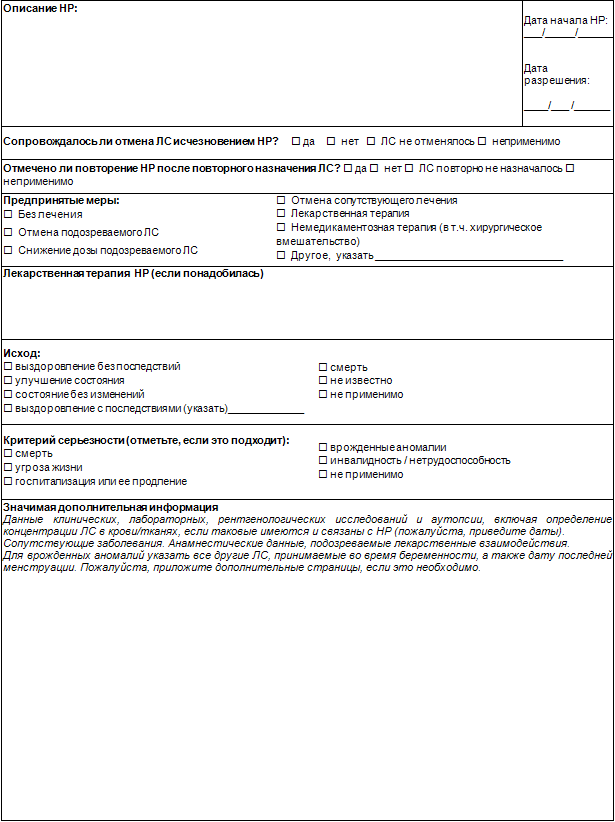 Описание НР:
Дата начала НР:
___/_____/______
Дата
разрешения:
____/___ /______
Сопровождалось ли отмена ЛС исчезновением НР? ☐ да ☐ нет ☐ ЛС не отменялось ☐ неприменимо
Отмечено ли повторение НР после повторного назначения ЛС? ☐ да ☐ нет ☐ ЛС повторно не назначалось ☐
неприменимо
Предпринятые меры:
☐ Без лечения
☐ Отмена подозреваемого ЛС
☐ Снижение дозы подозреваемого ЛС
☐ Отмена сопутствующего лечения
☐ Лекарственная терапия
☐ Немедикаментозная терапия (в т.ч. хирургическое
вмешательство)
☐ Другое, указать_______________________________
Лекарственная терапия НР (если понадобилась)
Исход:
☐ выздоровление без последствий
☐ улучшение состояния
☐ состояние без изменений
☐ выздоровление с последствиями (указать)_____________
☐ смерть
☐ не известно
☐ не применимо
Критерий серьезности (отметьте, если это подходит):
☐ смерть
☐ угроза жизни
☐ госпитализация или ее продление
☐ врожденные аномалии
☐ инвалидность / нетрудоспособность
☐ не применимо
Значимая дополнительная информация
Данные клинических, лабораторных, рентгенологических исследований и аутопсии, включая определение
концентрации ЛС в крови/тканях, если таковые имеются и связаны с НР (пожалуйста, приведите даты).
Сопутствующие заболевания. Анамнестические данные, подозреваемые лекарственные взаимодействия.
Для врожденных аномалий указать все другие ЛС, принимаемые во время беременности, а также дату последней
менструации. Пожалуйста, приложите дополнительные страницы, если это необходимо.